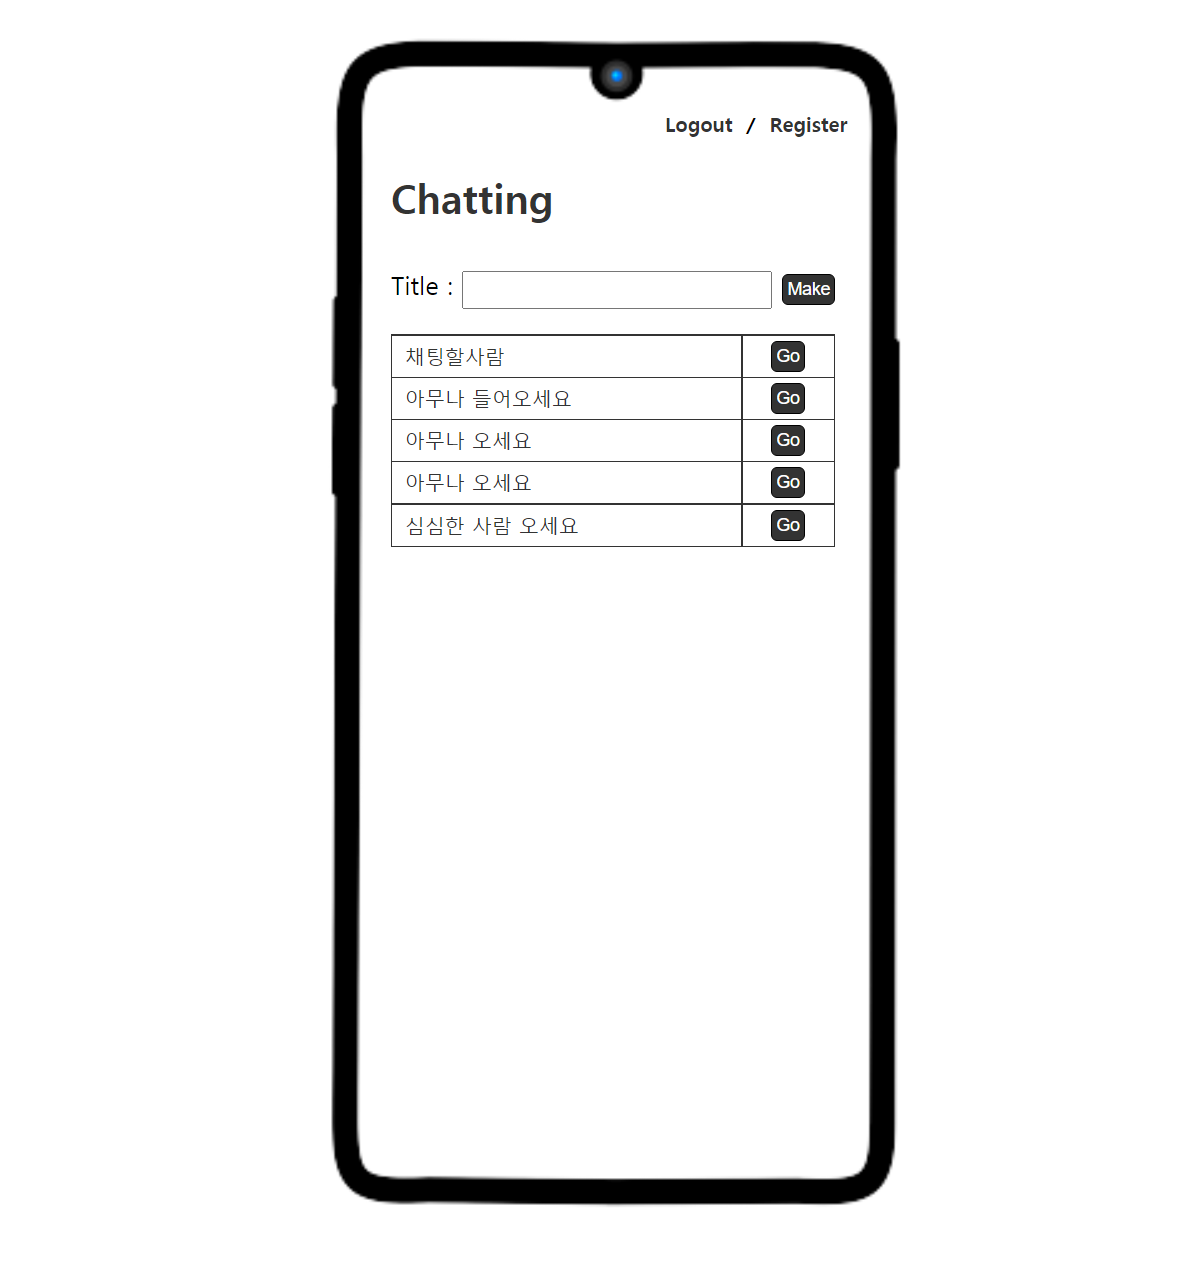 Logout / Register
Chatting
Title : Make
채팅할사람 Go
아무나 들어오세요 Go
아무나 오세요 Go
아무나 오세요 Go
심심한 사람 오세요 Go